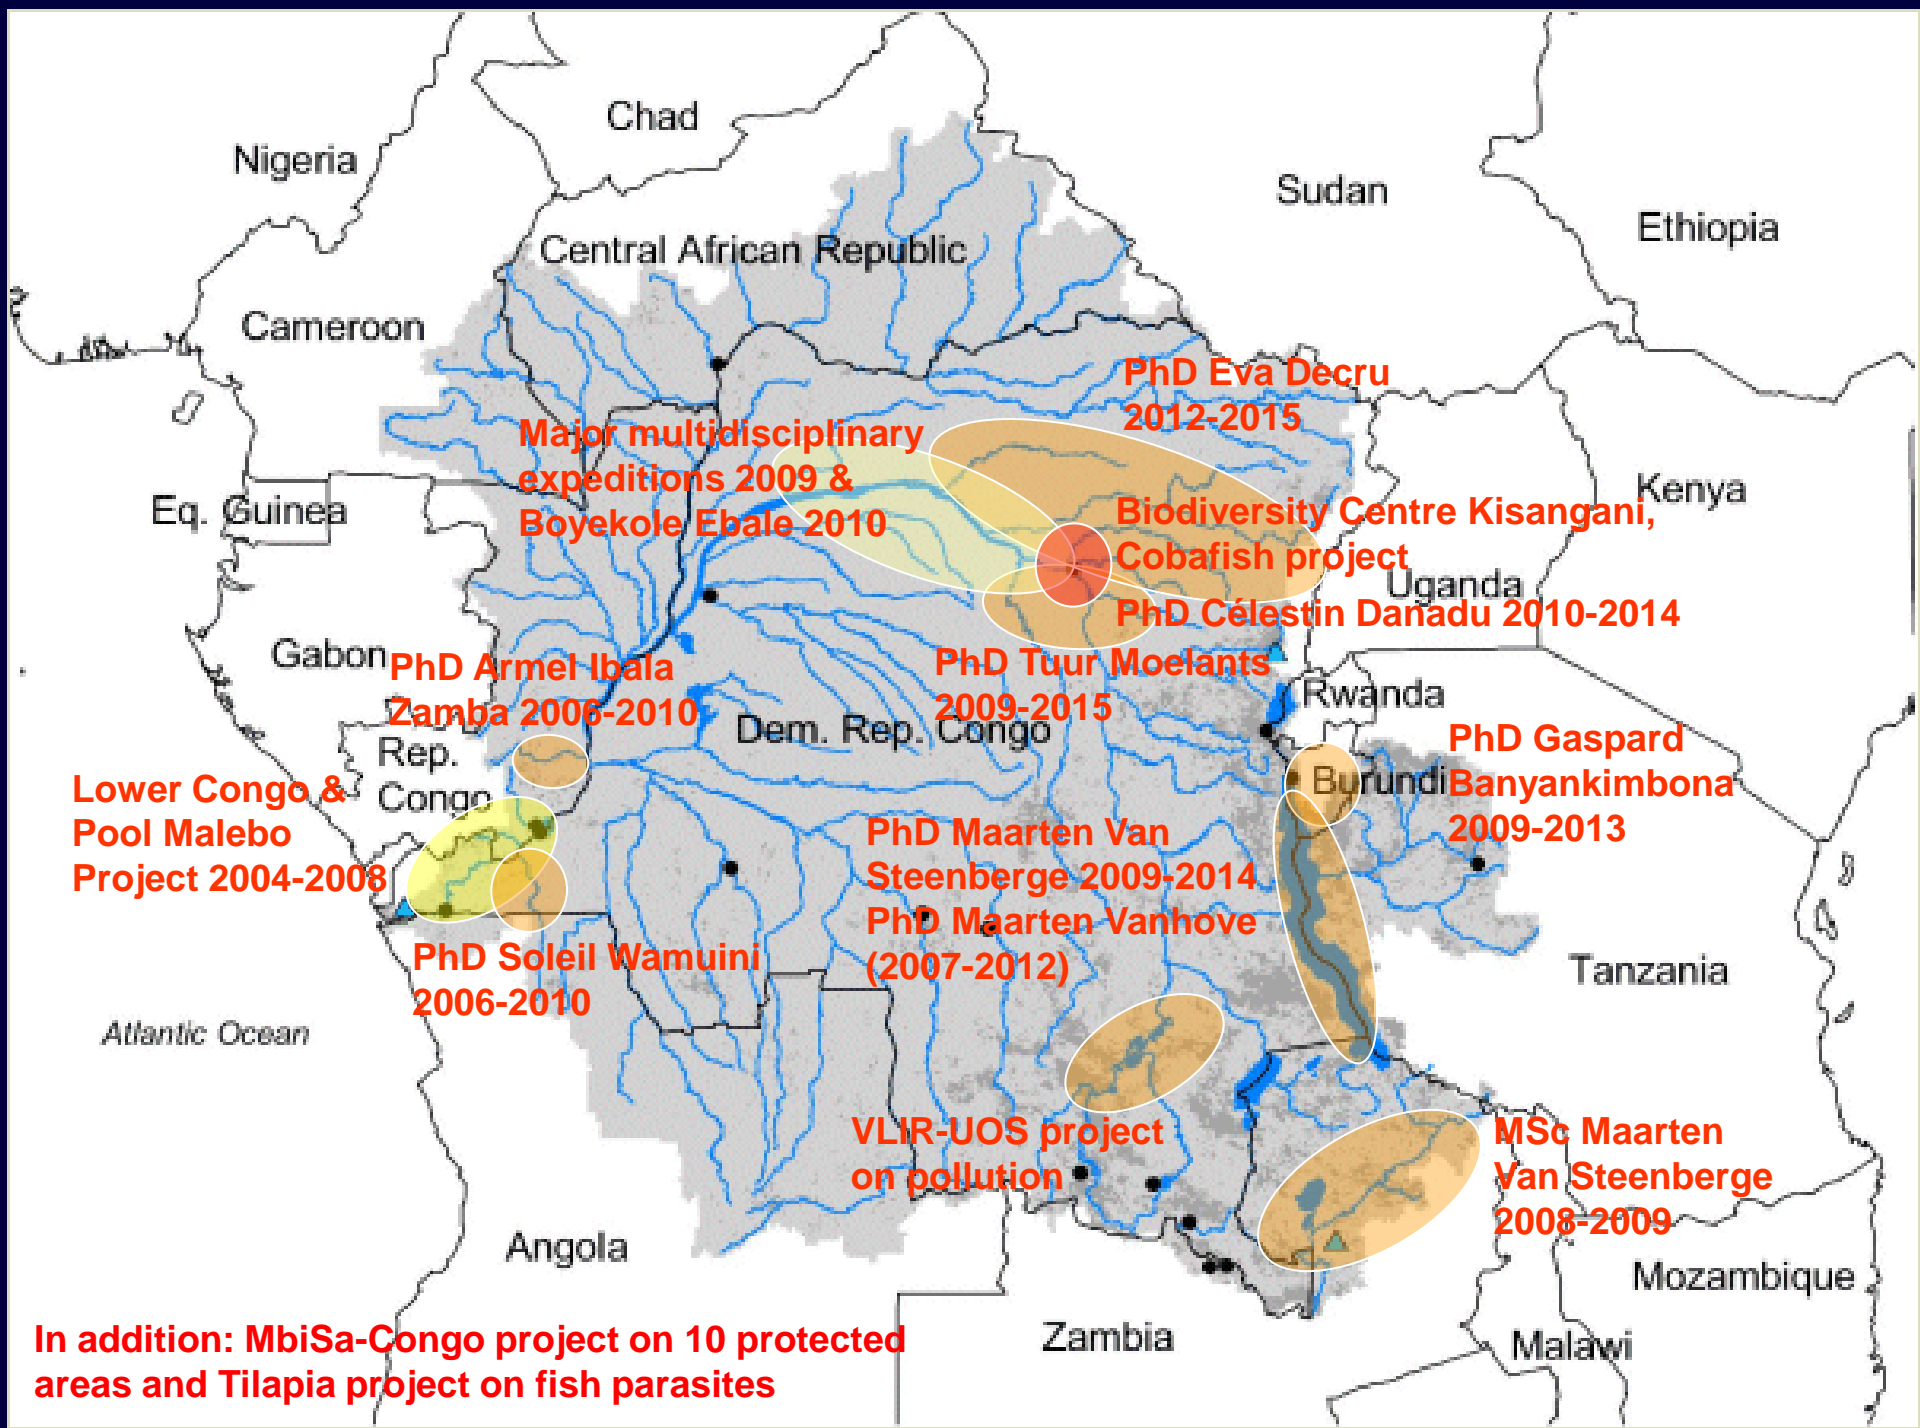 Chad
Nigeria
Sudan
Ethiopia
Central African Republic
Cameroon
PhD Eva Decru
2012-2015
Major multidisciplinary
expeditions 2009 &
Boyekole Ebale 2010
Eq. Guinea
Kenya
Biodiversity Centre Kisangani,
Cobafish project
Uganda
PhD Célestin Danadu 2010-2014
Gabon
PhD Armel Ibala
Zamba 2006-2010
PhD Tuur Moelants
2009-2015
Rwanda
Dem. Rep. Congo
Rep.
Congo
PhD Gaspard
Banyankimbona
2009-2013
Burundi
Lower Congo &
Pool Malebo
Project 2004-2008
PhD Maarten Van
Steenberge 2009-2014
PhD Maarten Vanhove
(2007-2012)
PhD Soleil Wamuini
2006-2010
Tanzania
Atlantic Ocean
VLIR-UOS project
on pollution
MSc Maarten
Van Steenberge
2008-2009
Angola
Mozambique
Zambia
Malawi
In addition: MbiSa-Congo project on 10 protected
areas and Tilapia project on fish parasites